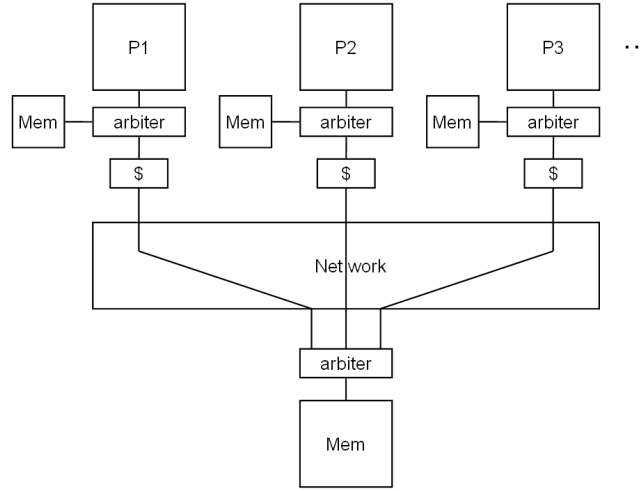 P1
P2
P3
..
Mem
arbiter
Mem
arbiter
Mem
arbiter
$
$
$
Network
arbiter
Mem